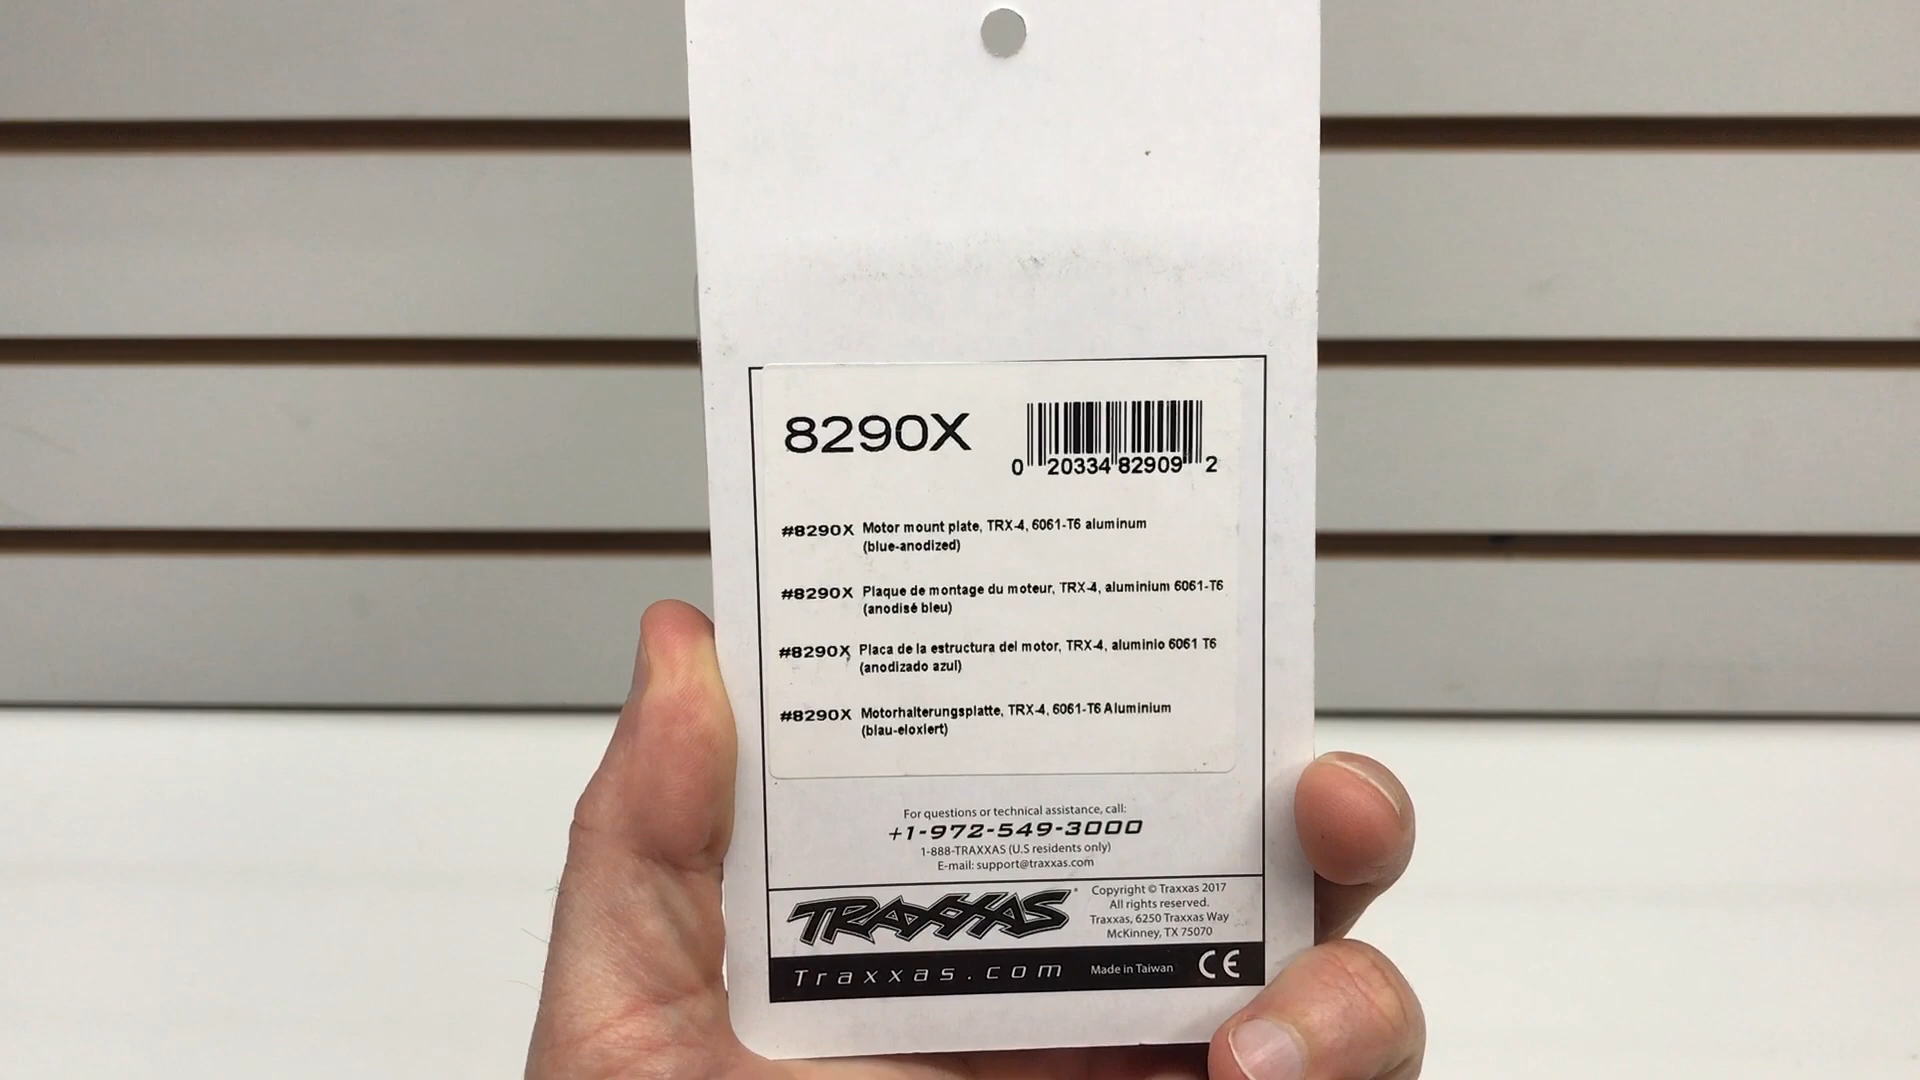 8290X
0 20334 82909 2
#8290X Motor mount plate, TRX-4, 6061-T6 aluminum
(blue-anodized)
#8290X Plaque de montage du moteur, TRX-4, aluminium 6061-T6
(anodisé bleu)
#8290X Placa de la estructura del motor, TRX-4, aluminio 6061 T6
(anodizado azul)
#8290X Motorhalterungsplatte, TRX-4, 6061-T6 Aluminium
(blau-eloxiert)
For questions or technical assistance, call:
+1-972-549-3000
1-888-TRAXXAS (U.S residents only)
E-mail: support@traxxas.com
TRAXXAS®
Copyright © Traxxas 2017
All rights reserved.
Traxxas, 6250 Traxxas Way
McKinney, TX 75070
Traxxas.com
Made in Taiwan
CE